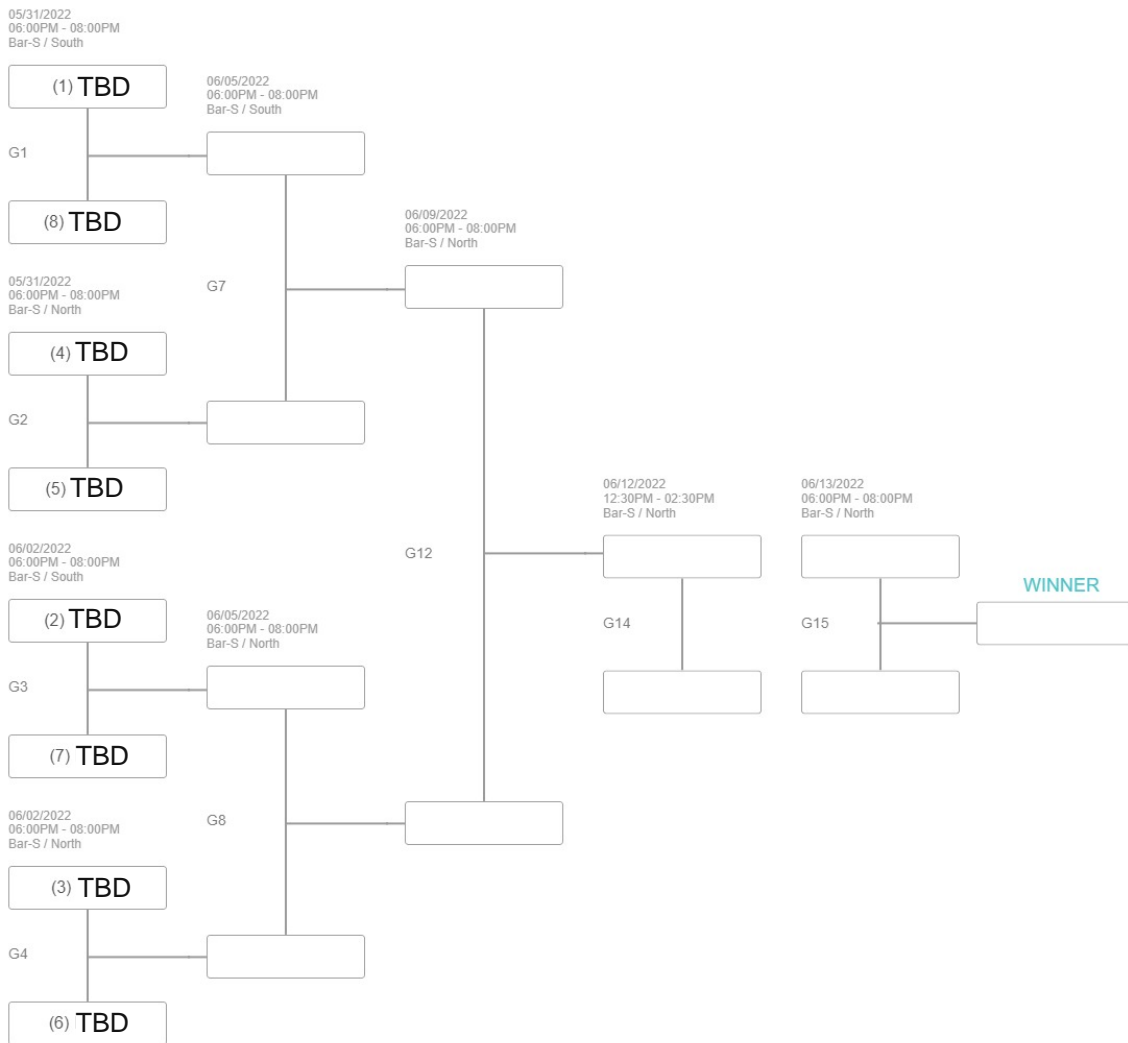 05/31/2022
06:00PM - 08:00PM
Bar-S / South
(1) TBD
G1
(8) TBD
05/31/2022
06:00PM - 08:00PM
Bar-S / North
(4) TBD
G2
(5) TBD
06/02/2022
06:00PM - 08:00PM
Bar-S / South
(2) TBD
G3
(7) TBD
06/02/2022
06:00PM - 08:00PM
Bar-S / North
(3) TBD
G4
(6) TBD
06/05/2022
06:00PM - 08:00PM
Bar-S / South
G7
06/05/2022
06:00PM - 08:00PM
Bar-S / North
G8
06/09/2022
06:00PM - 08:00PM
Bar-S / North
G12
06/12/2022
12:30PM - 02:30PM
Bar-S / North
G14
06/13/2022
06:00PM - 08:00PM
Bar-S / North
G15
WINNER